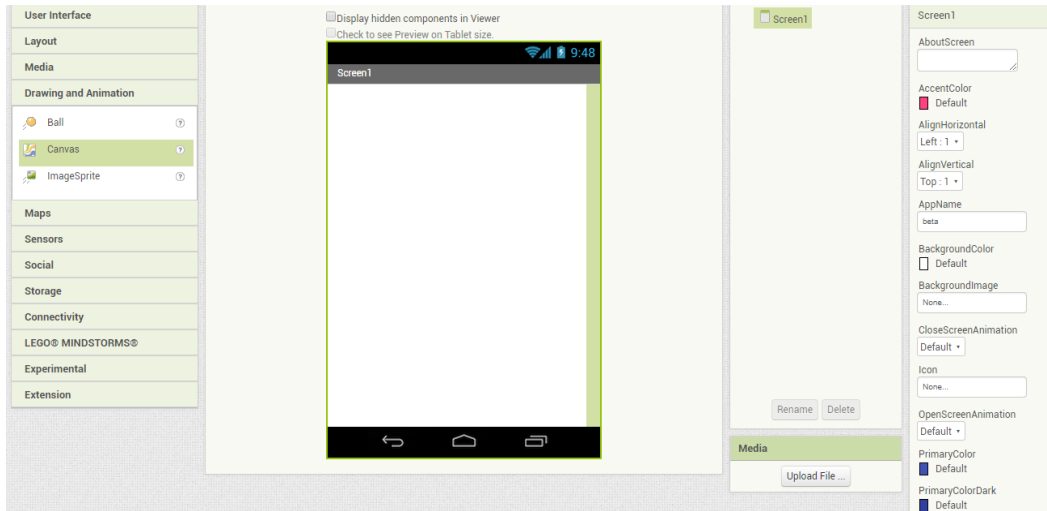 User Interface
Layout
Media
Drawing and Animation
Ball ?
Canvas ?
ImageSprite ?
Maps
Sensors
Social
Storage
Connectivity
LEGO® MINDSTORMS®
Experimental
Extension
Display hidden components in Viewer
Check to see Preview on Tablet size.
9:48
Screen1
Screen1
Rename Delete
Media
Upload File ...
Screen1
AboutScreen
AccentColor
Default
AlignHorizontal
Left : 1
AlignVertical
Top : 1
AppName
beta
BackgroundColor
Default
BackgroundImage
None...
CloseScreenAnimation
Default
Icon
None...
OpenScreenAnimation
Default
PrimaryColor
Default
PrimaryColorDark
Default